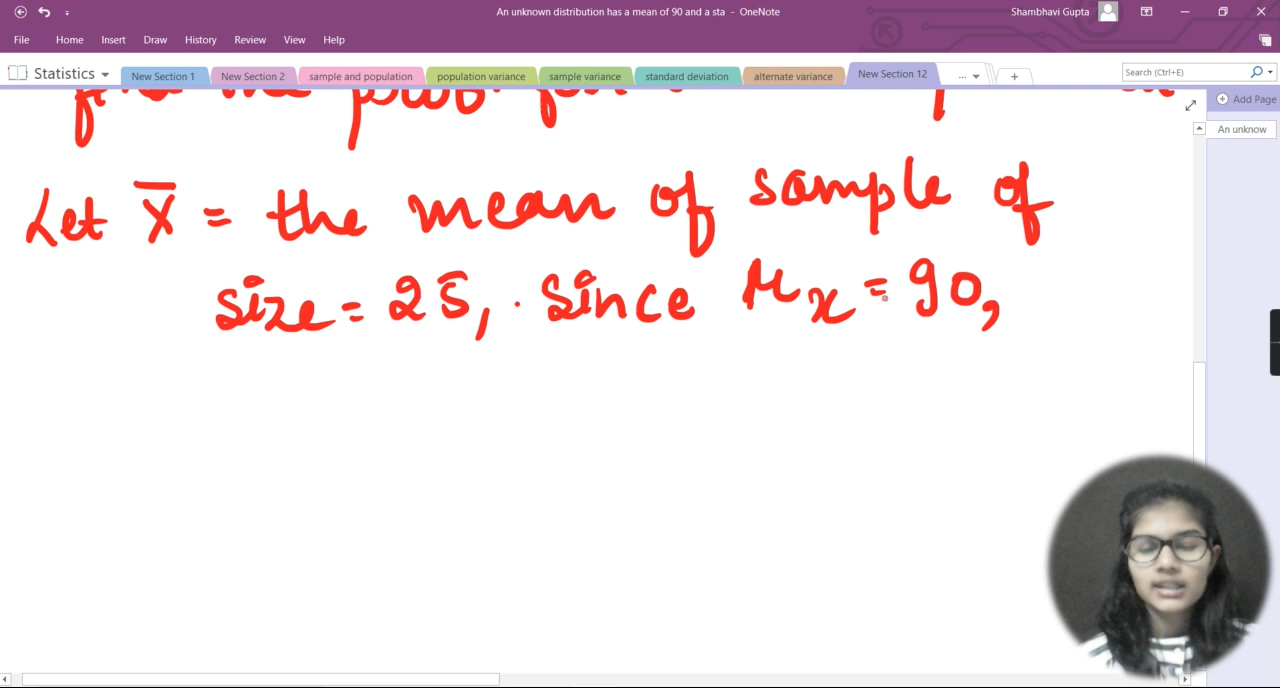 An unknown distribution has a mean of 90 and a sta - OneNote
Shambhavi Gupta
File Home Insert Draw History Review View Help
Statistics
New Section 1 New Section 2 sample and population population variance sample variance standard deviation alternate variance New Section 12 ... +
Search (Ctrl+E)
Add Page
An unknow
Let X̅ = the mean of sample of
size = 25, . since μx = 90,